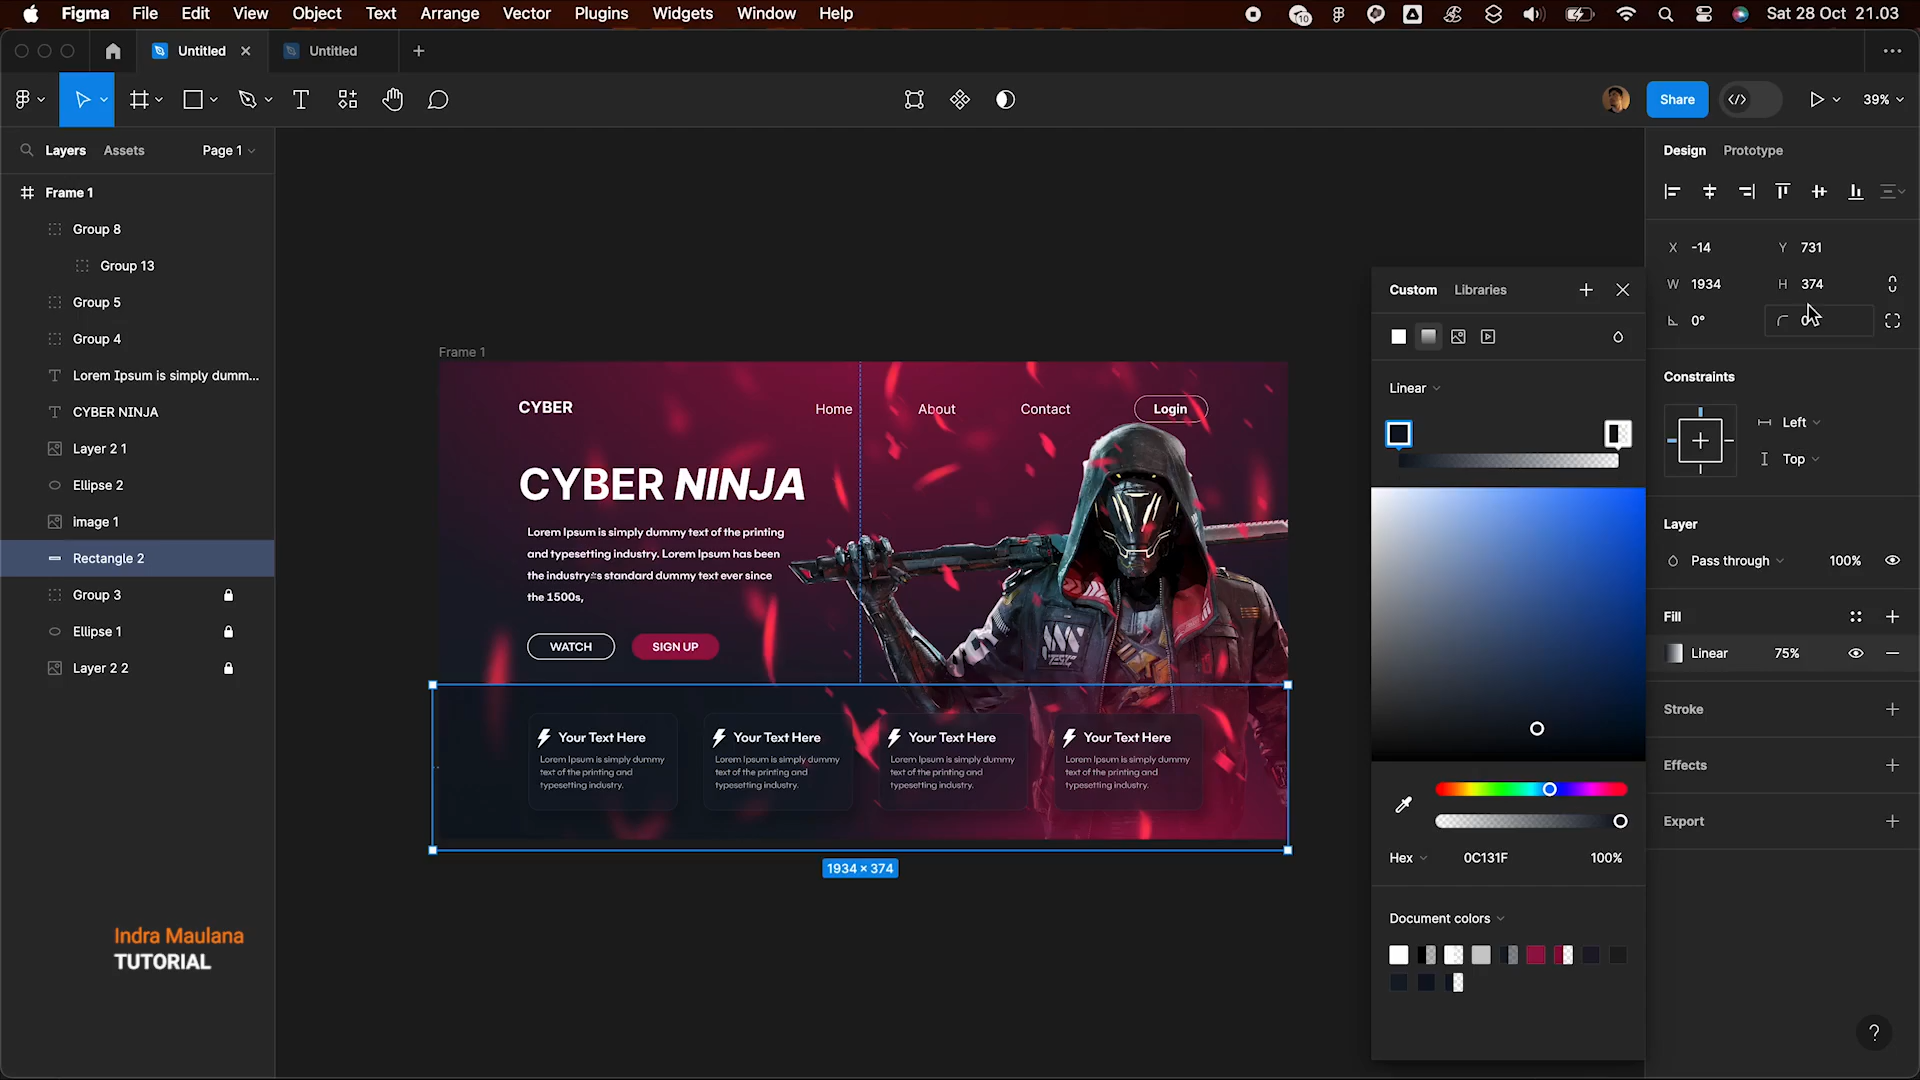 Figma File Edit View Object Text Arrange Vector Plugins Widgets Window Help
10
Sat 28 Oct 21.03
Untitled
Untitled
Share
39%
Layers Assets Page 1
Frame 1
Group 8
Group 13
Group 5
Group 4
Lorem Ipsum is simply dumm...
CYBER NINJA
Layer 2 1
Ellipse 2
image 1
Rectangle 2
Group 3
Ellipse 1
Layer 2 2
Indra Maulana
TUTORIAL
Frame 1
CYBER Home About Contact Login
CYBER NINJA
Lorem Ipsum is simply dummy text of the printing
and typesetting industry. Lorem Ipsum has been
the industry's standard dummy text ever since
the 1500s,
WATCH SIGN UP
Your Text Here
Lorem Ipsum is simply dummy
text of the printing and
typesetting industry.
Your Text Here
Lorem Ipsum is simply dummy
text of the printing and
typesetting industry.
Your Text Here
Lorem Ipsum is simply dummy
text of the printing and
typesetting industry.
Your Text Here
Lorem Ipsum is simply dummy
text of the printing and
typesetting industry.
1934 × 374
Custom Libraries
Linear
Hex 0C131F 100%
Document colors
Design Prototype
X -14 Y 731
W 1934 H 374
0° 0
Constraints
Left
Top
Layer
Pass through 100%
Fill
Linear 75%
Stroke
Effects
Export
?